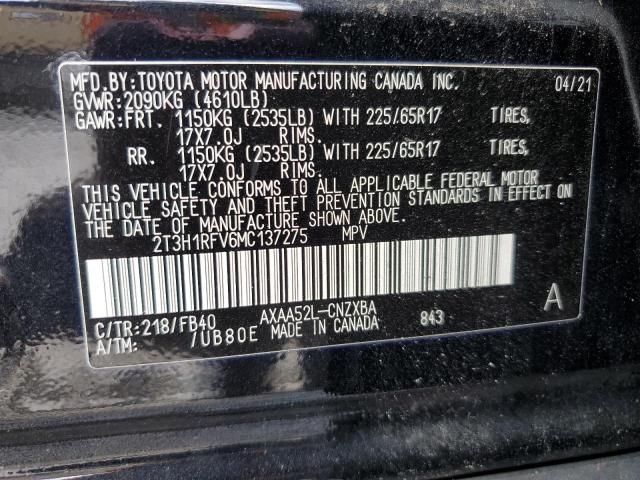 MFD.BY:TOYOTA MOTOR MANUFACTURING CANADA INC. 04/21
GVWR:2090KG (4610LB)
GAWR:FRT. 1150KG (2535LB) WITH 225/65R17 TIRES,
17X7.0J RIMS.
RR. 1150KG (2535LB) WITH 225/65R17 TIRES,
17X7.0J RIMS.
THIS VEHICLE CONFORMS TO ALL APPLICABLE FEDERAL MOTOR
VEHICLE SAFETY AND THEFT PREVENTION STANDARDS IN EFFECT ON
THE DATE OF MANUFACTURE SHOWN ABOVE.
2T3H1RFV6MC137275 MPV
C/TR:218/FB40 AXAA52L-CNZXBA 843 A
A/TM: /UB80E MADE IN CANADA